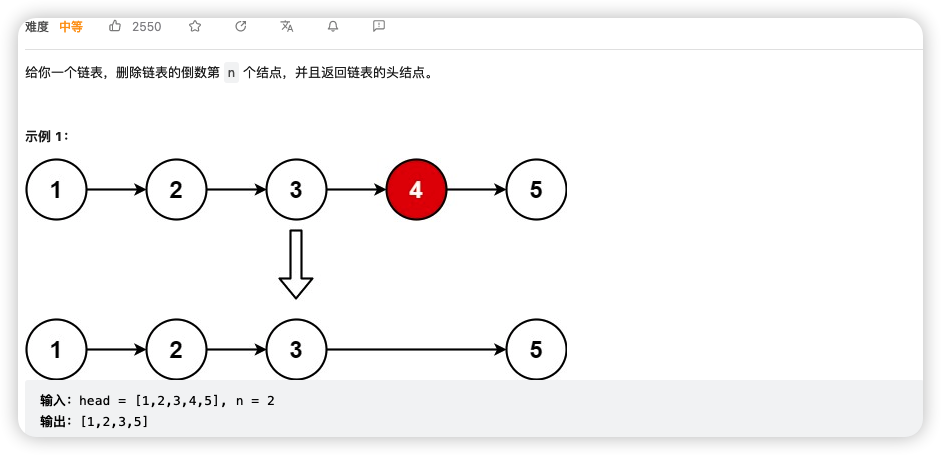 难度 中等 2550
给你一个链表，删除链表的倒数第 n 个结点，并且返回链表的头结点。
示例 1：
1 2 3 4 5
1 2 3 5
输入：head = [1,2,3,4,5], n = 2
输出：[1,2,3,5]